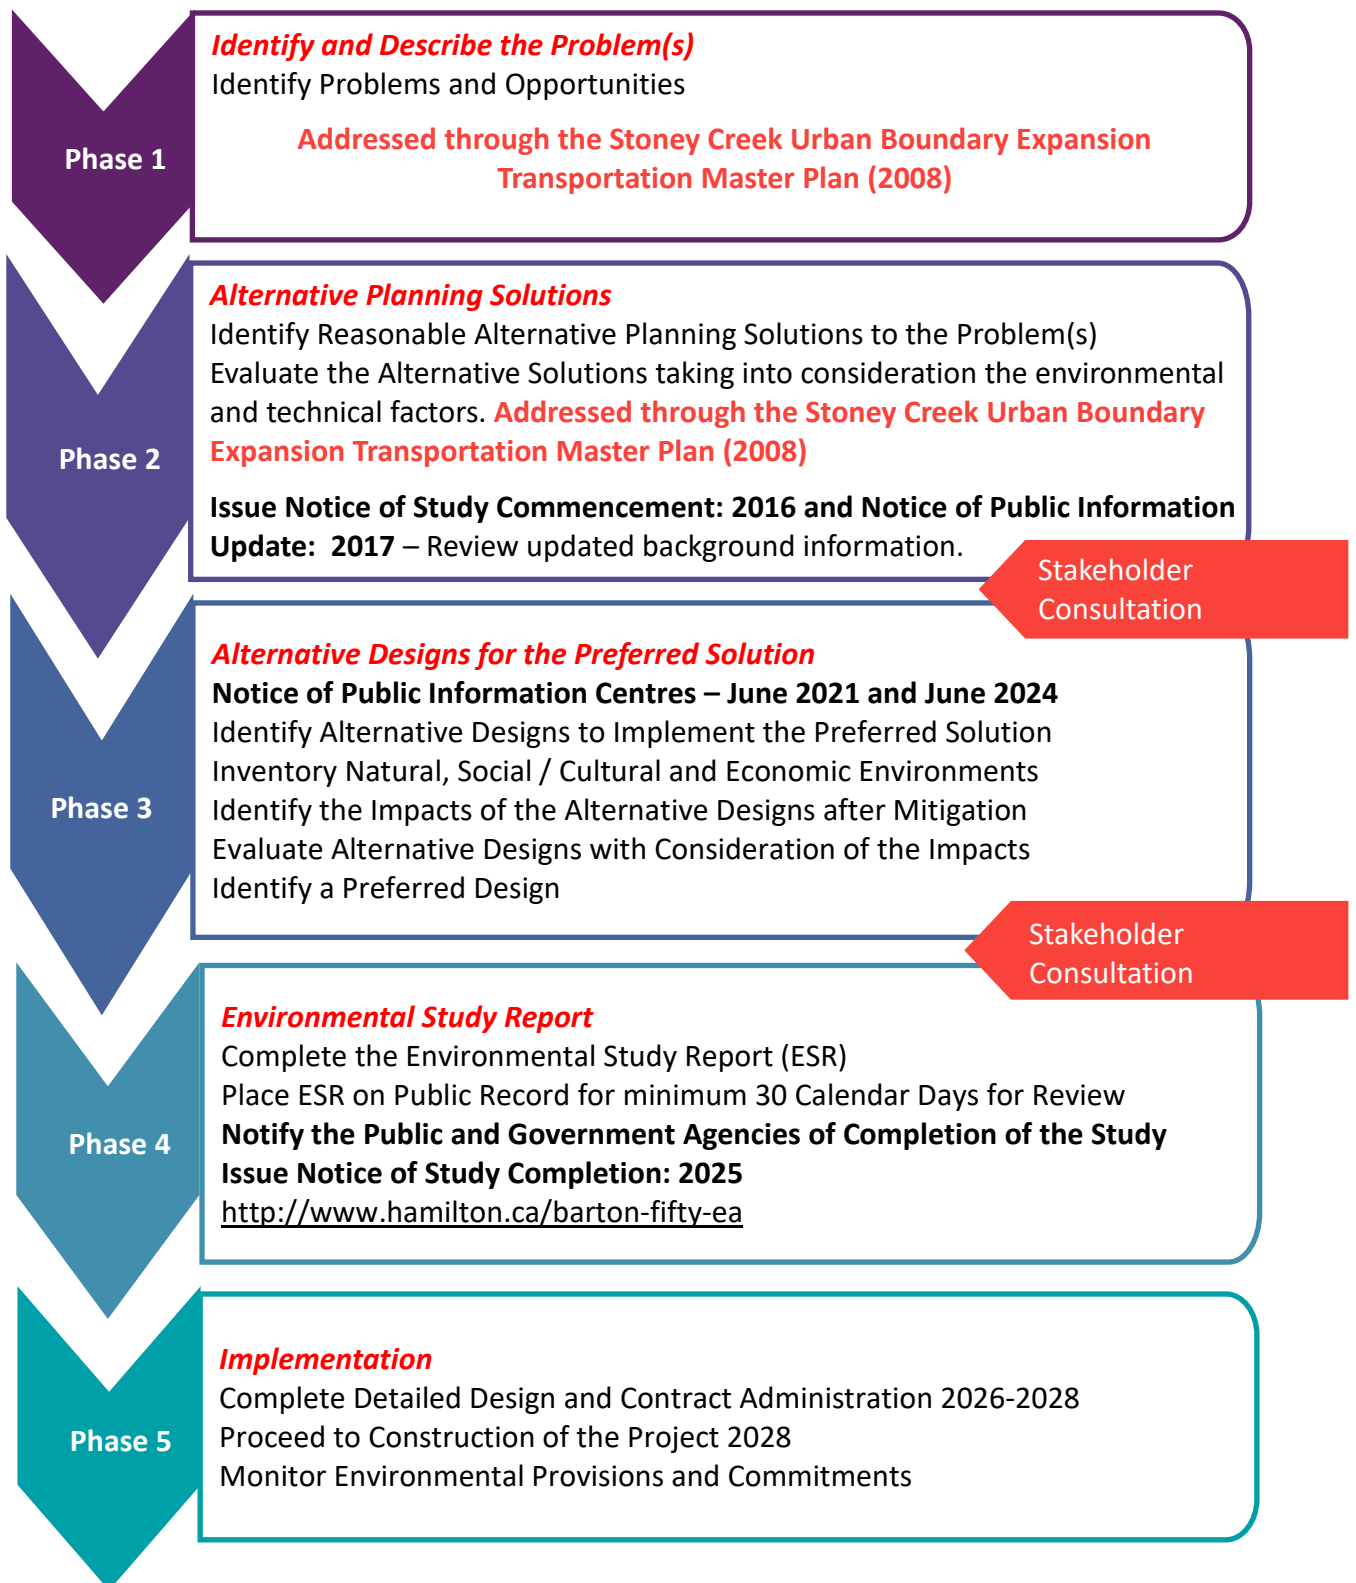 Phase 1
Identify and Describe the Problem(s)
Identify Problems and Opportunities
Addressed through the Stoney Creek Urban Boundary Expansion
Transportation Master Plan (2008)
Phase 2
Alternative Planning Solutions
Identify Reasonable Alternative Planning Solutions to the Problem(s)
Evaluate the Alternative Solutions taking into consideration the environmental
and technical factors. Addressed through the Stoney Creek Urban Boundary
Expansion Transportation Master Plan (2008)
Issue Notice of Study Commencement: 2016 and Notice of Public Information
Update:  2017 – Review updated background information.
Stakeholder
Consultation
Phase 3
Alternative Designs for the Preferred Solution
Notice of Public Information Centres – June 2021 and June 2024
Identify Alternative Designs to Implement the Preferred Solution
Inventory Natural, Social / Cultural and Economic Environments
Identify the Impacts of the Alternative Designs after Mitigation
Evaluate Alternative Designs with Consideration of the Impacts
Identify a Preferred Design
Stakeholder
Consultation
Phase 4
Environmental Study Report
Complete the Environmental Study Report (ESR)
Place ESR on Public Record for minimum 30 Calendar Days for Review
Notify the Public and Government Agencies of Completion of the Study
Issue Notice of Study Completion: 2025
http://www.hamilton.ca/barton-fifty-ea
Phase 5
Implementation
Complete Detailed Design and Contract Administration 2026-2028
Proceed to Construction of the Project 2028
Monitor Environmental Provisions and Commitments